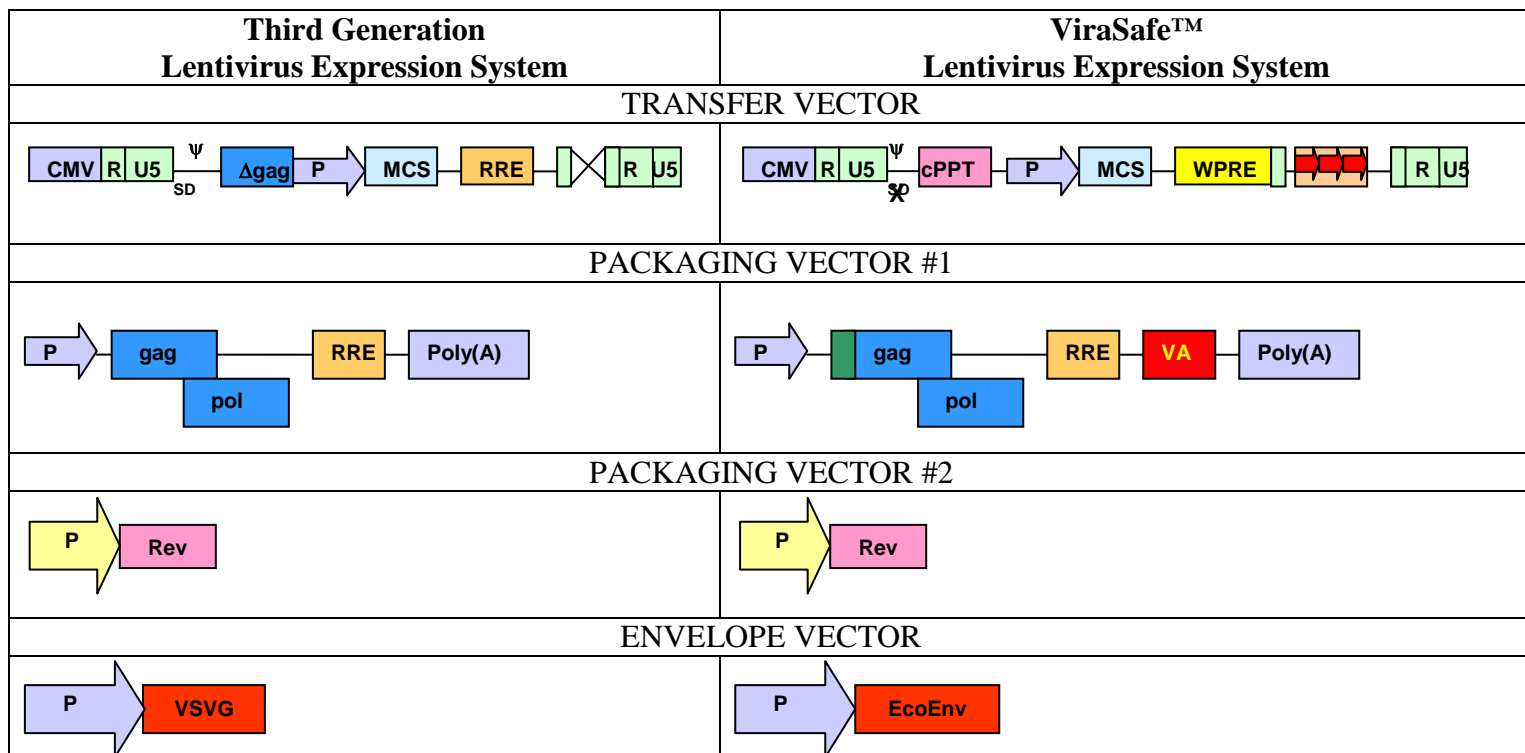 Third Generation
Lentivirus Expression System
ViraSafe™
Lentivirus Expression System
TRANSFER VECTOR
CMV R U5 ψ SD Δgag P MCS RRE R U5
CMV R U5 ψ SD X cPPT P MCS WPRE R U5
PACKAGING VECTOR #1
P gag RRE Poly(A)
pol
P gag RRE VA Poly(A)
pol
PACKAGING VECTOR #2
P Rev
P Rev
ENVELOPE VECTOR
P VSVG
P EcoEnv